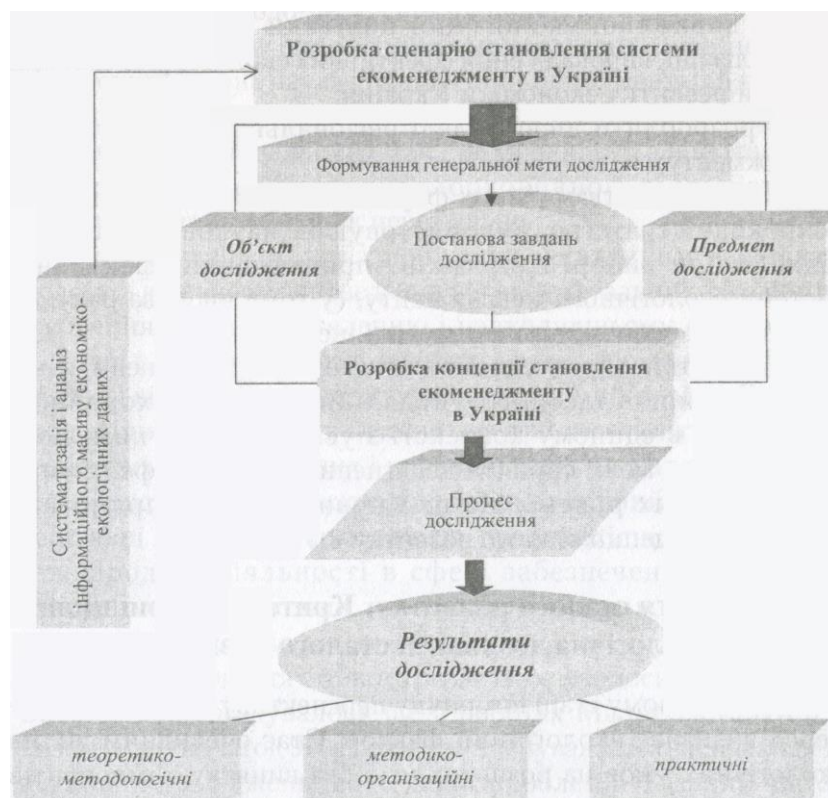 Розробка сценарію становлення системи
екоменеджменту в Україні
Формування генеральної мети дослідження
Об’єкт
дослідження
Постанова завдань
дослідження
Предмет
дослідження
Систематизація і аналіз
інформаційного масиву економіко-
екологічних даних
Розробка концепції становлення
екоменеджменту
в Україні
Процес
дослідження
Результати
дослідження
теоретико-
методологічні
методико-
організаційні
практичні